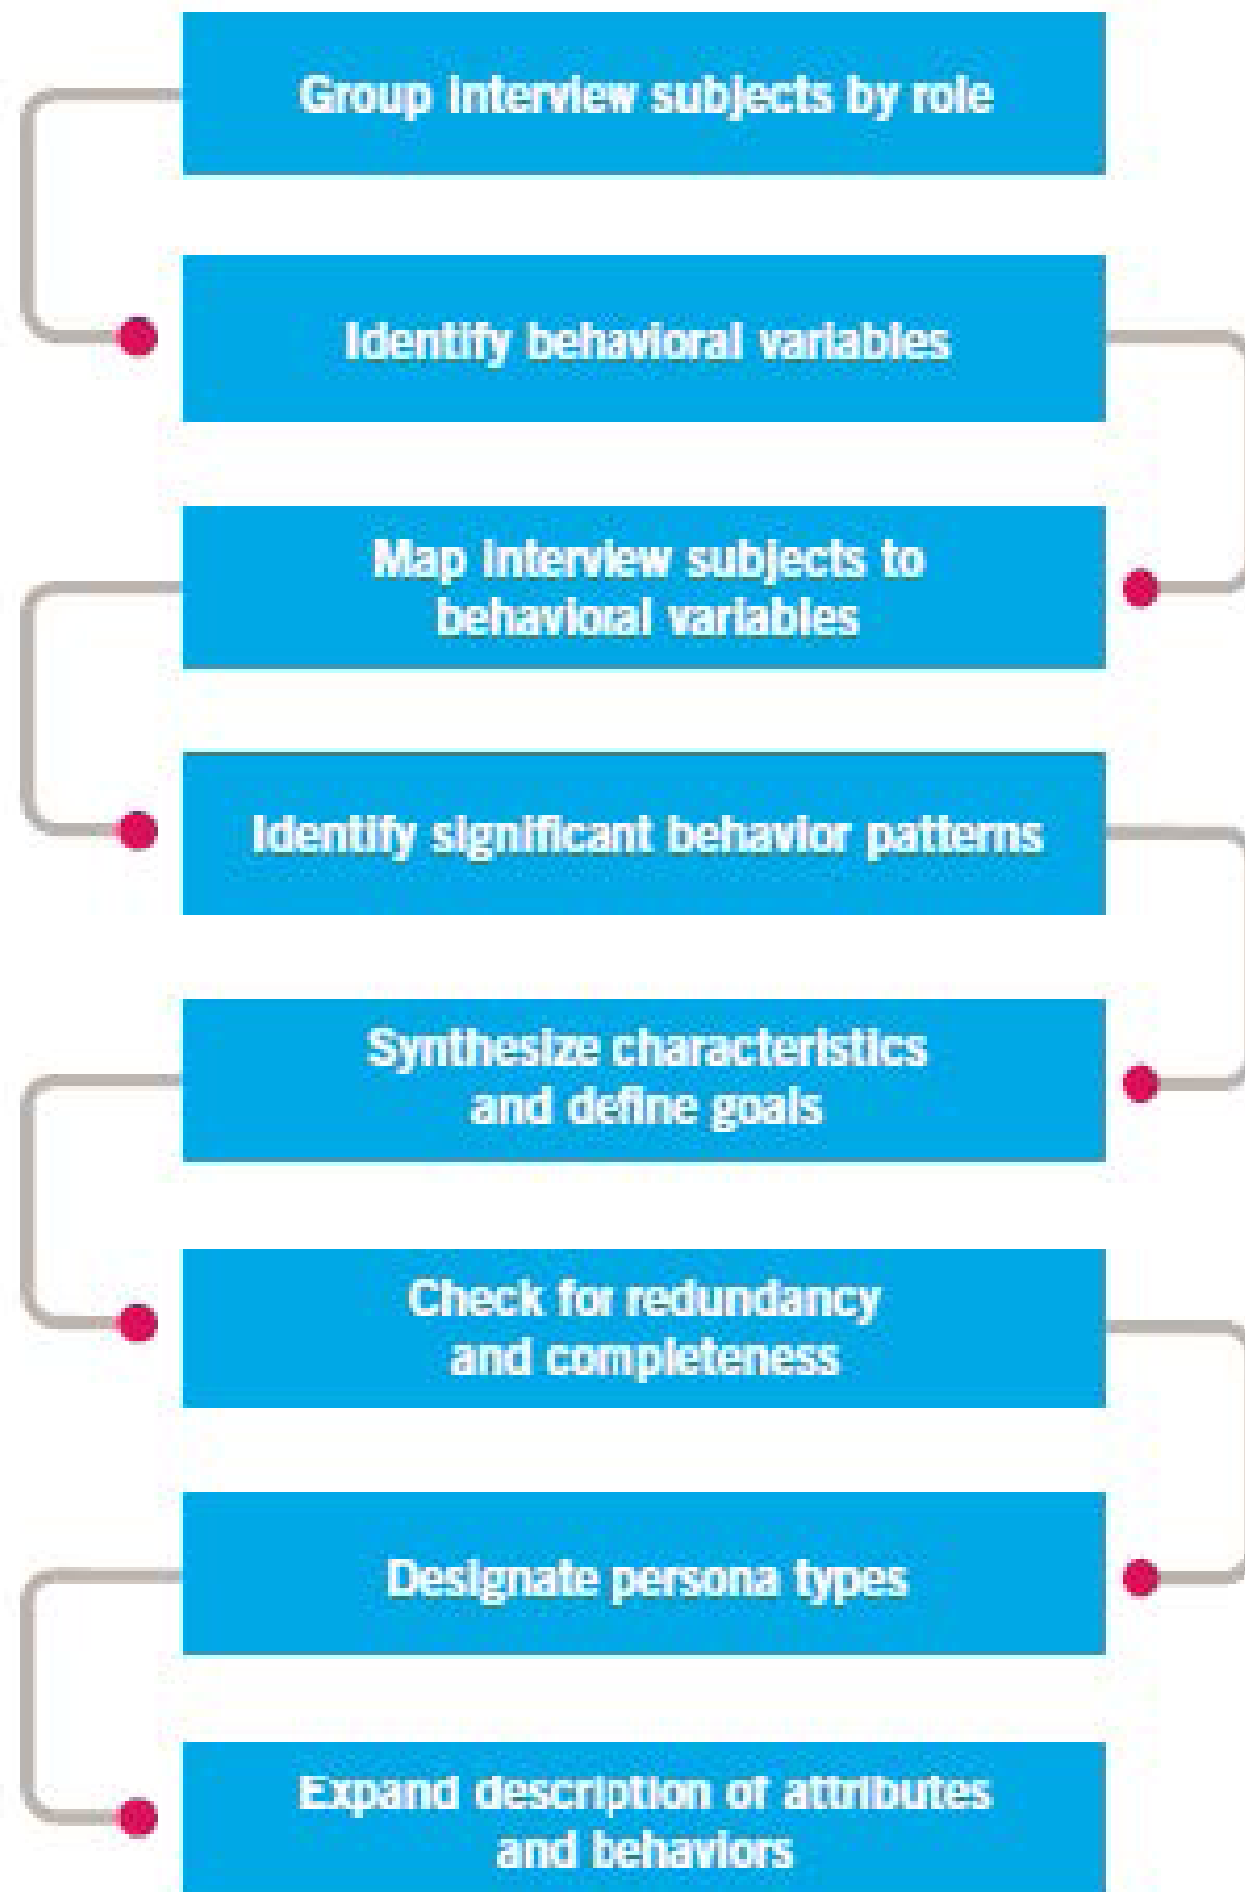 Group interview subjects by role
Identify behavioral variables
Map interview subjects to
behavioral variables
Identify significant behavior patterns
Synthesize characteristics
and define goals
Check for redundancy
and completeness
Designate persona types
Expand description of attributes
and behaviors